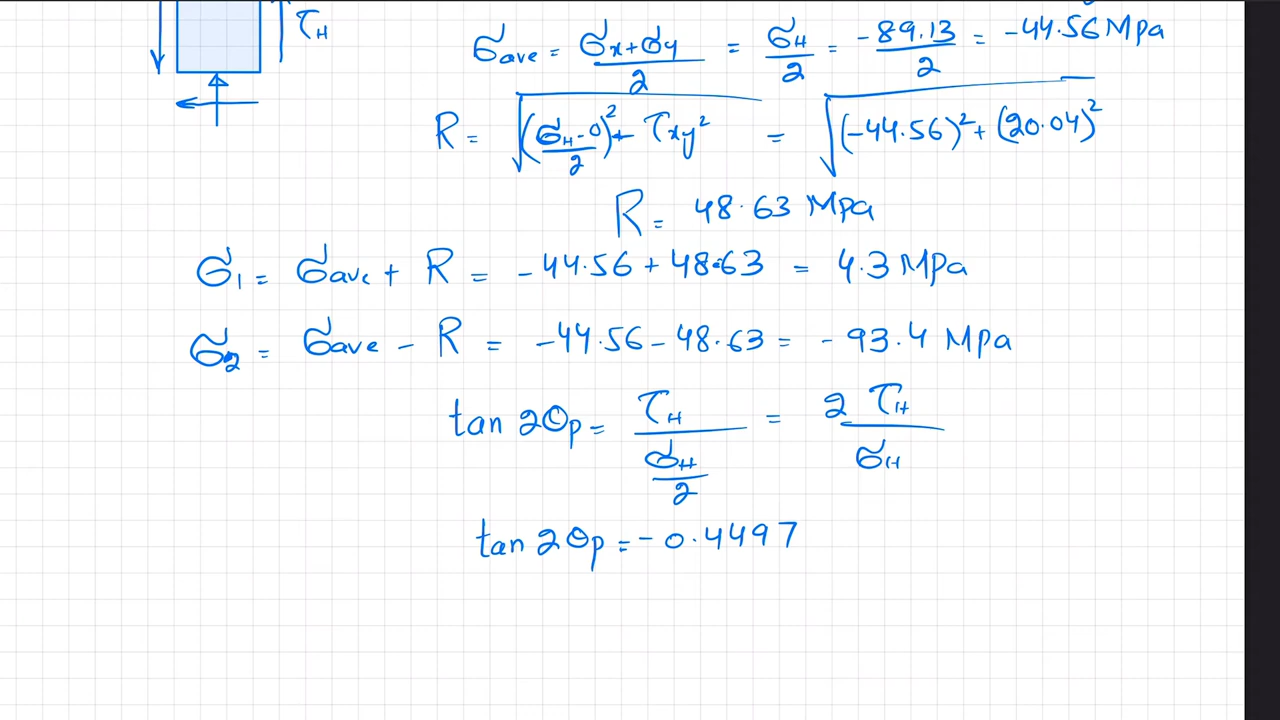 τH
σave = σx+σy/2 = σH/2 = -89.13/2 = -44.56 MPa
R = √((σH-0/2)² + τxy²) = √((-44.56)² + (20.04)²)
R = 48.63 MPa
σ1 = σave + R = -44.56 + 48.63 = 4.3 MPa
σ2 = σave - R = -44.56 - 48.63 = -93.4 MPa
tan 2θp = τH/(σH/2) = 2 τH/σH
tan 2θp = -0.4497